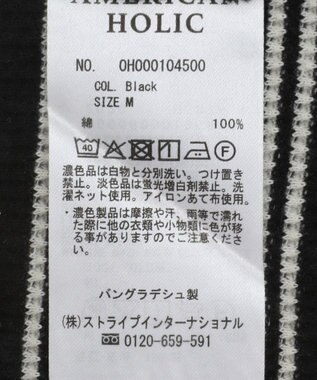 AMERICAN
HOLIC
NO. OH000104500
COL. Black
SIZE M
綿 100%
40 F
濃色品は白物と分別洗い。つけ置き
禁止。淡色品は蛍光増白剤禁止。洗
濯ネット使用。アイロンあて布使用。
・濃色製品は摩擦や汗、雨等で濡れ
た際に他の衣類や小物類に色が移
る事がありますのでご注意くださ
い。
バングラデシュ製
(株)ストライプインターナショナル
0120-659-591